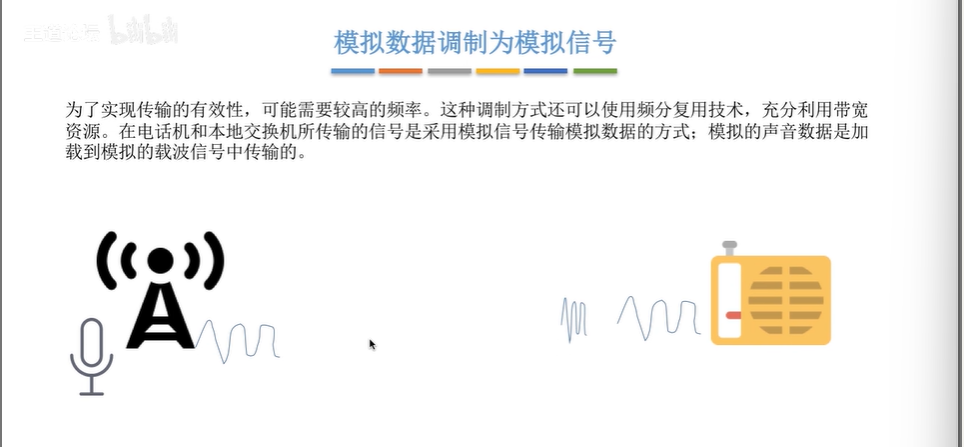 bilibili
模拟数据调制为模拟信号
为了实现传输的有效性，可能需要较高的频率。这种调制方式还可以使用频分复用技术，充分利用带宽
资源。在电话机和本地交换机所传输的信号是采用模拟信号传输模拟数据的方式；模拟的声音数据是加
载到模拟的载波信号中传输的。